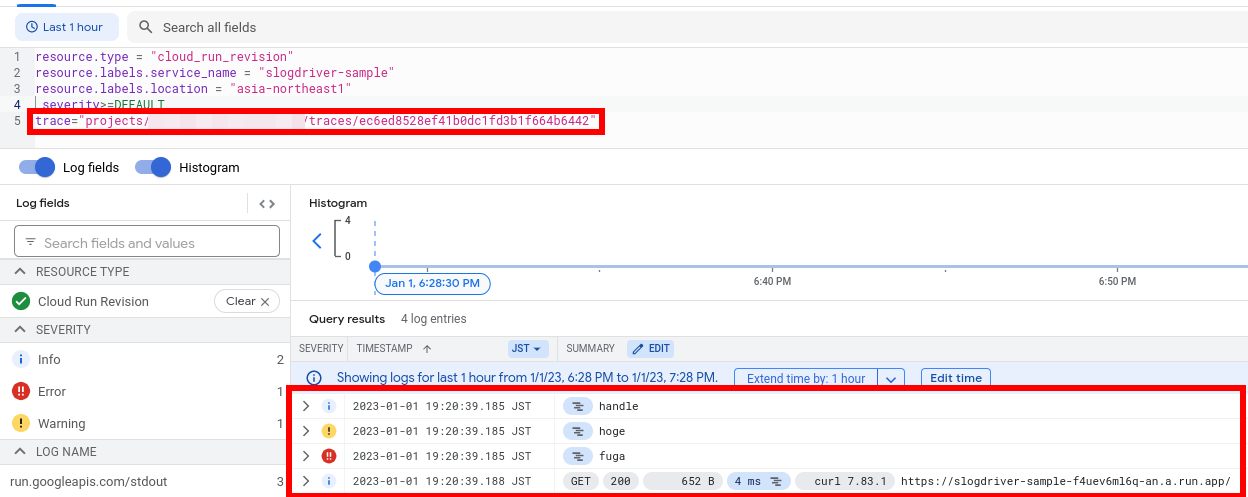 Last 1 hour
Search all fields
1 resource.type = "cloud_run_revision"
2 resource.labels.service_name = "slogdriver-sample"
3 resource.labels.location = "asia-northeast1"
4 severity>=DEFAULT
5 trace="projects/ /traces/ec6ed8528ef41b0dc1fd3b1f664b6442"
Log fields
Histogram
Log fields
Search fields and values
RESOURCE TYPE
Cloud Run Revision
Clear
SEVERITY
Info 2
Error 1
Warning 1
LOG NAME
run.googleapis.com/stdout 3
Histogram
4
0
Jan 1, 6:28:30 PM
6:40 PM
6:50 PM
Query results 4 log entries
SEVERITY TIMESTAMP JST SUMMARY EDIT
Showing logs for last 1 hour from 1/1/23, 6:28 PM to 1/1/23, 7:28 PM. Extend time by: 1 hour Edit time
2023-01-01 19:20:39.185 JST handle
2023-01-01 19:20:39.185 JST hoge
2023-01-01 19:20:39.185 JST fuga
2023-01-01 19:20:39.188 JST GET 200 652 B 4 ms curl 7.83.1 https://slogdriver-sample-f4uev6ml6q-an.a.run.app/